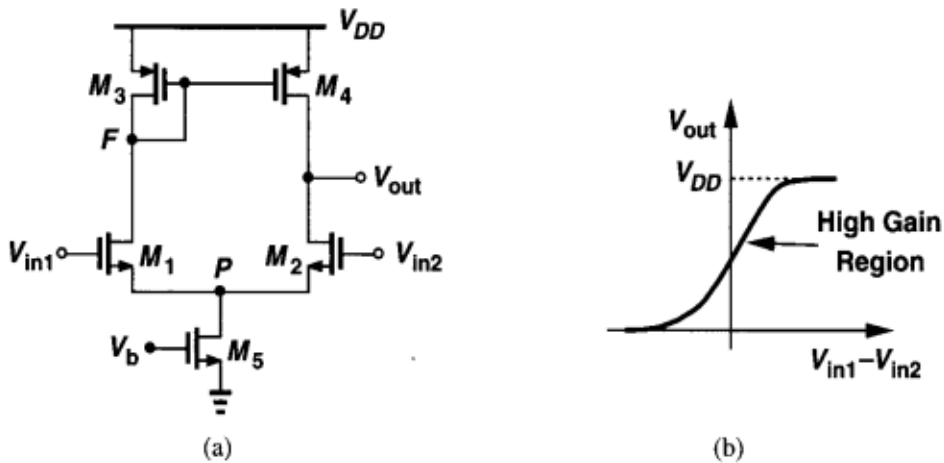 V_DD
M_3
M_4
F
V_out
V_in1
M_1
P
M_2
V_in2
V_b
M_5
(a)
V_out
V_DD
High Gain
Region
V_in1–V_in2
(b)